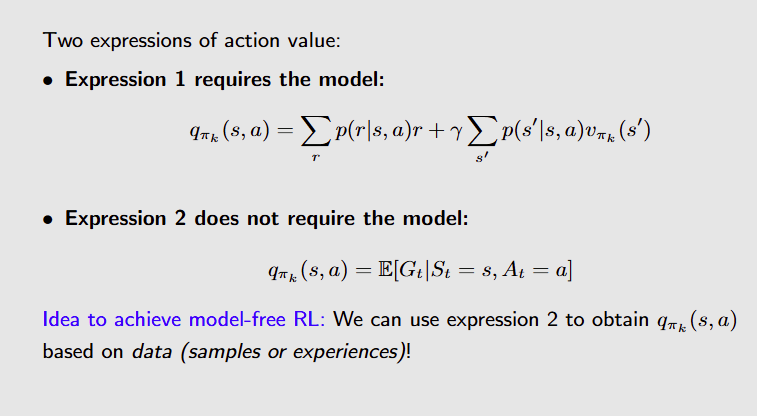 Two expressions of action value:
• Expression 1 requires the model:
$q_{\pi_k}(s, a) = \sum_{r} p(r|s, a)r + \gamma \sum_{s'} p(s'|s, a)v_{\pi_k}(s')$
• Expression 2 does not require the model:
$q_{\pi_k}(s, a) = \mathbb{E}[G_t|S_t = s, A_t = a]$
Idea to achieve model-free RL: We can use expression 2 to obtain $q_{\pi_k}(s, a)$
based on data (samples or experiences)!